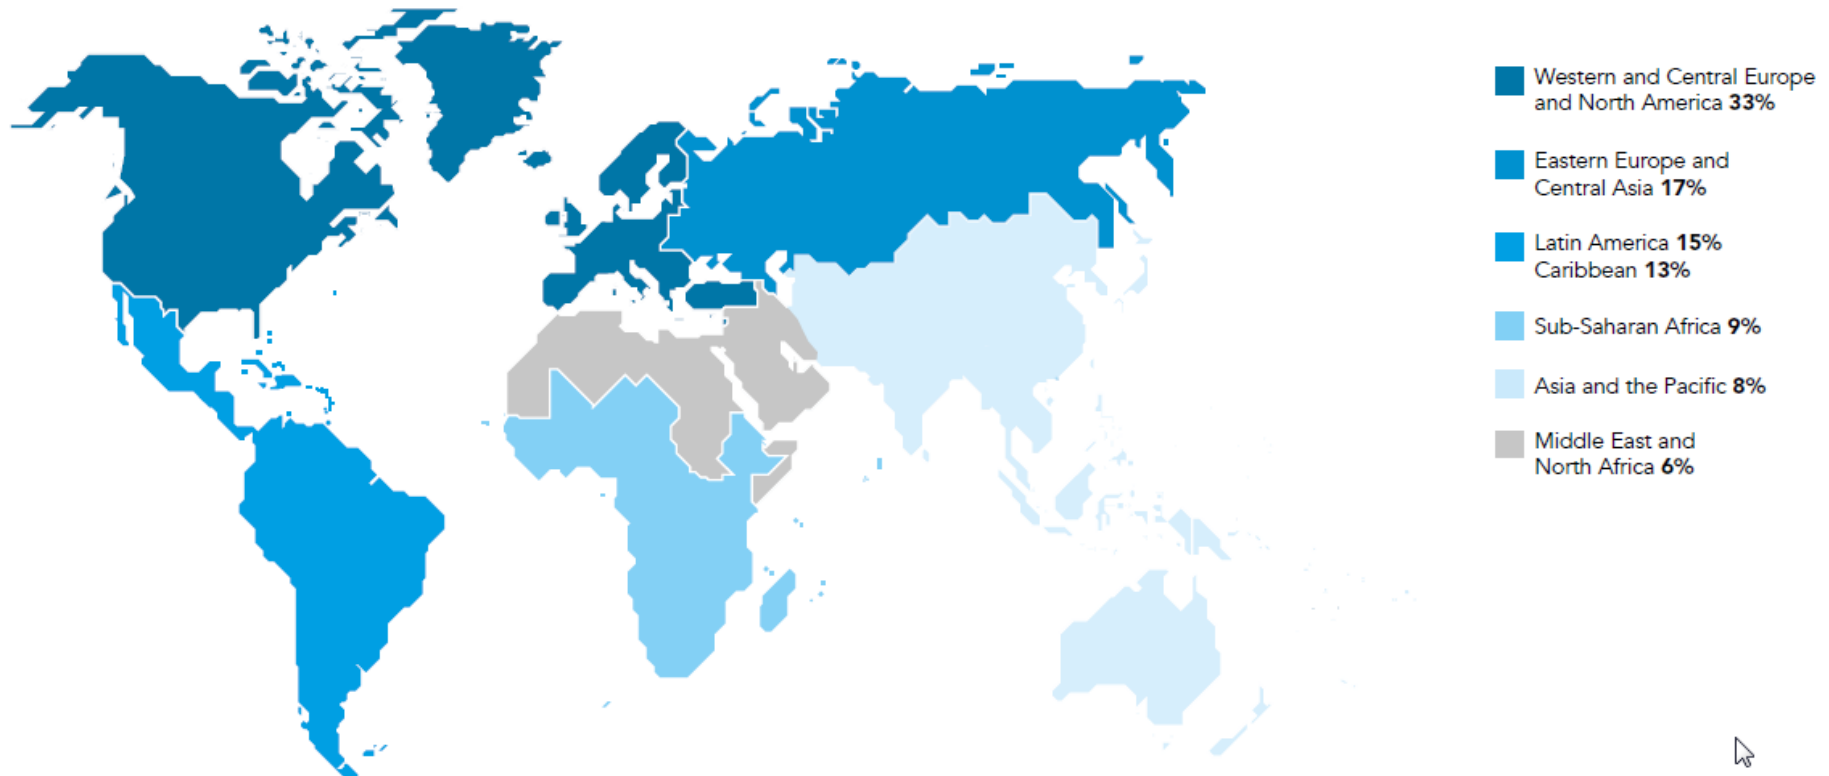 Western and Central Europe
and North America 33%
Eastern Europe and
Central Asia 17%
Latin America 15%
Caribbean 13%
Sub-Saharan Africa 9%
Asia and the Pacific 8%
Middle East and
North Africa 6%